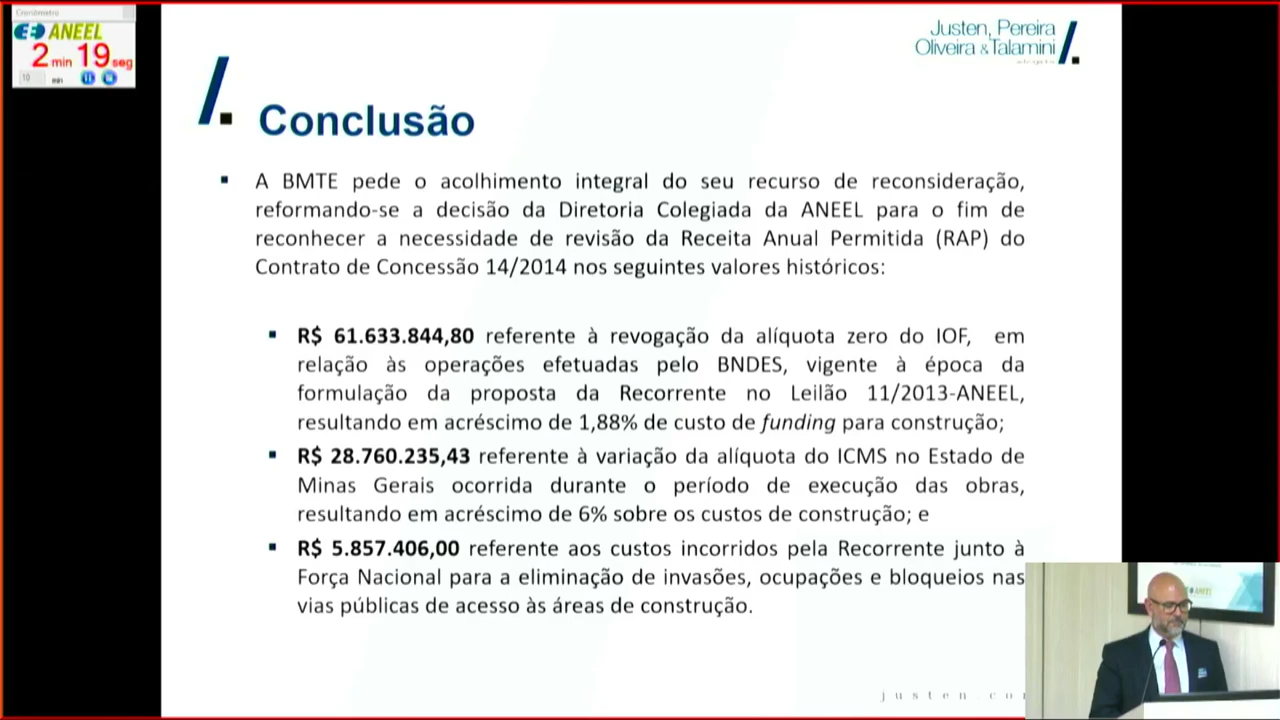 Cronômetro
ANEEL
2 min 19 seg
10 min
Justen, Pereira
Oliveira & Talamini
Conclusão
A BMTE pede o acolhimento integral do seu recurso de reconsideração,
reformando-se a decisão da Diretoria Colegiada da ANEEL para o fim de
reconhecer a necessidade de revisão da Receita Anual Permitida (RAP) do
Contrato de Concessão 14/2014 nos seguintes valores históricos:
R$ 61.633.844,80 referente à revogação da alíquota zero do IOF, em
relação às operações efetuadas pelo BNDES, vigente à época da
formulação da proposta da Recorrente no Leilão 11/2013-ANEEL,
resultando em acréscimo de 1,88% de custo de funding para construção;
R$ 28.760.235,43 referente à variação da alíquota do ICMS no Estado de
Minas Gerais ocorrida durante o período de execução das obras,
resultando em acréscimo de 6% sobre os custos de construção; e
R$ 5.857.406,00 referente aos custos incorridos pela Recorrente junto à
Força Nacional para a eliminação de invasões, ocupações e bloqueios nas
vias públicas de acesso às áreas de construção.
justen co
ANEEL